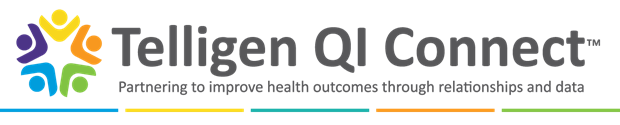 Telligen QI Connect™
Partnering to improve health outcomes through relationships and data